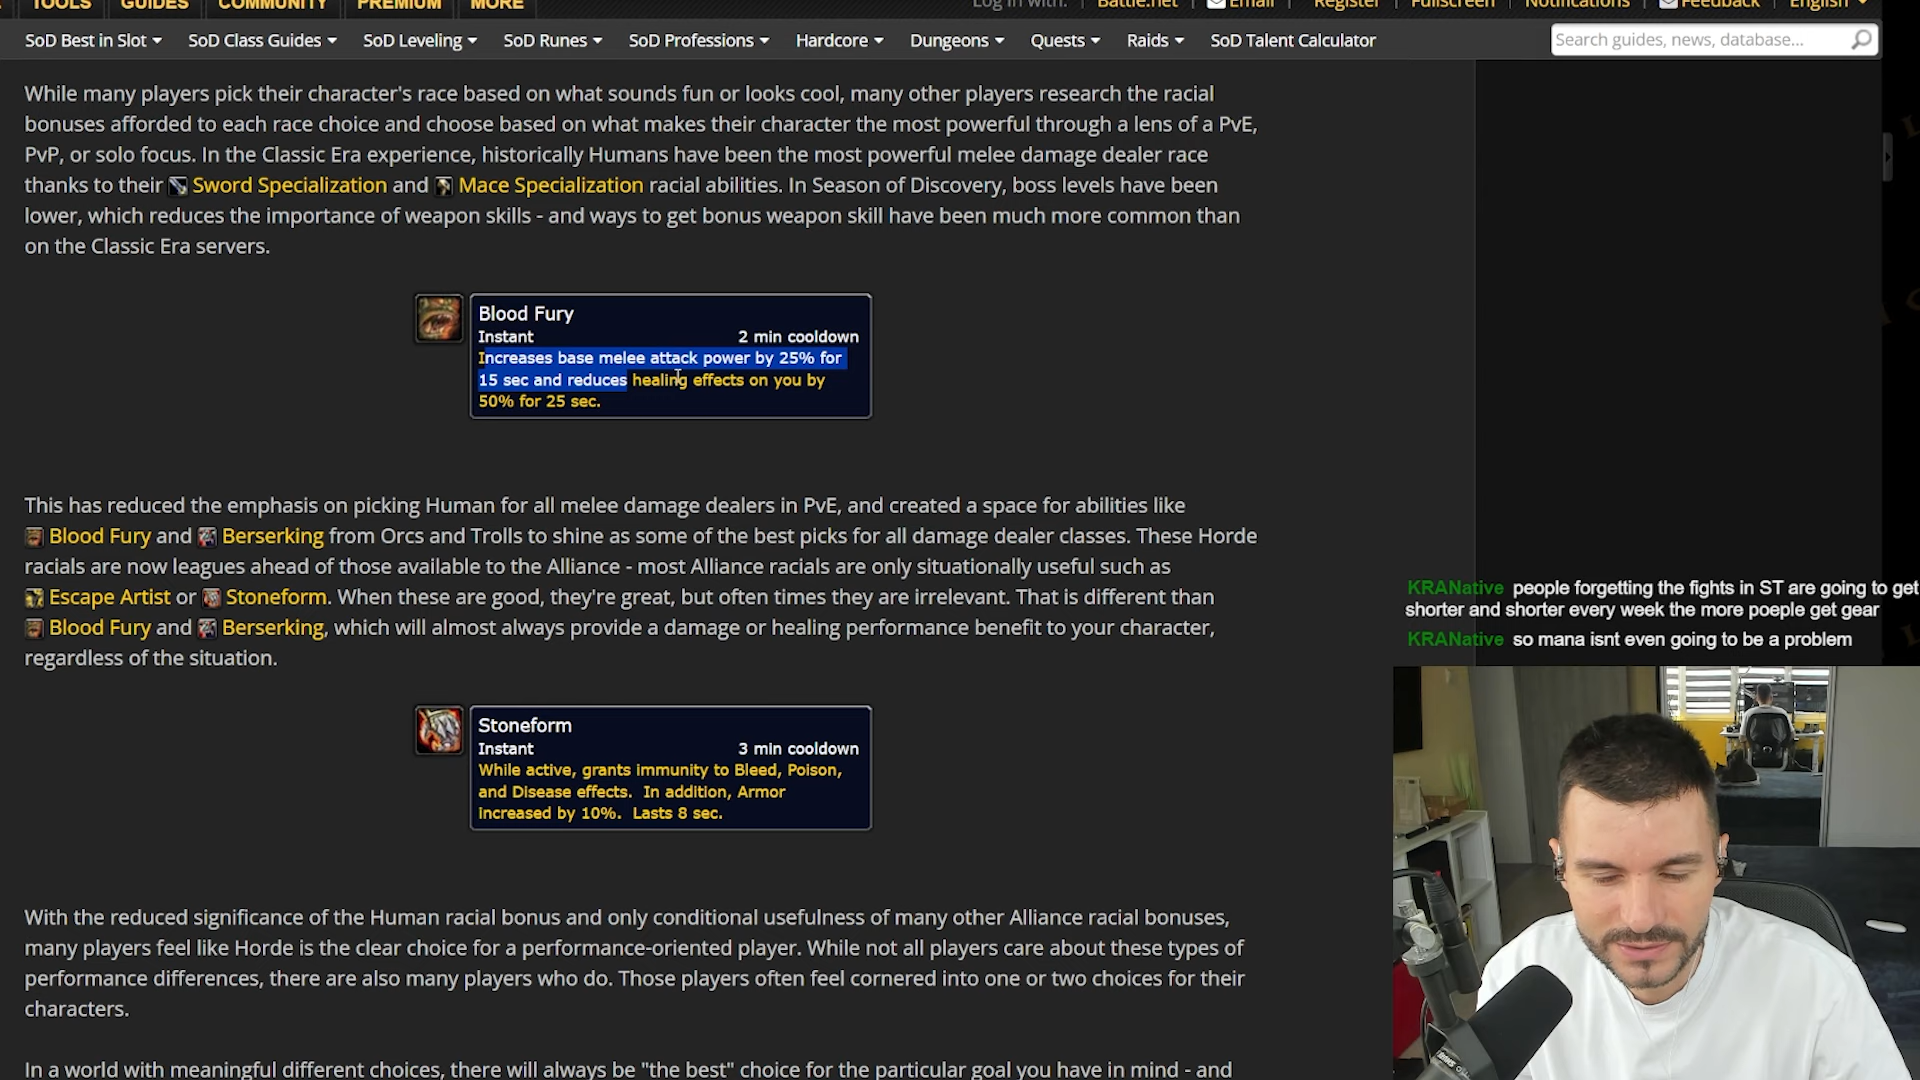 TOOLS GUIDES COMMUNITY PREMIUM MORE Log in with: Battle.net Email Register Fullscreen Notifications Feedback English
SoD Best in Slot SoD Class Guides SoD Leveling SoD Runes SoD Professions Hardcore Dungeons Quests Raids SoD Talent Calculator Search guides, news, database...
While many players pick their character's race based on what sounds fun or looks cool, many other players research the racial
bonuses afforded to each race choice and choose based on what makes their character the most powerful through a lens of a PvE,
PvP, or solo focus. In the Classic Era experience, historically Humans have been the most powerful melee damage dealer race
thanks to their Sword Specialization and Mace Specialization racial abilities. In Season of Discovery, boss levels have been
lower, which reduces the importance of weapon skills - and ways to get bonus weapon skill have been much more common than
on the Classic Era servers.
Blood Fury
Instant 2 min cooldown
Increases base melee attack power by 25% for
15 sec and reduces healing effects on you by
50% for 25 sec.
This has reduced the emphasis on picking Human for all melee damage dealers in PvE, and created a space for abilities like
Blood Fury and Berserking from Orcs and Trolls to shine as some of the best picks for all damage dealer classes. These Horde
racials are now leagues ahead of those available to the Alliance - most Alliance racials are only situationally useful such as
Escape Artist or Stoneform. When these are good, they're great, but often times they are irrelevant. That is different than
Blood Fury and Berserking, which will almost always provide a damage or healing performance benefit to your character,
regardless of the situation.
KRANative people forgetting the fights in ST are going to get
shorter and shorter every week the more poeple get gear
KRANative so mana isnt even going to be a problem
Stoneform
Instant 3 min cooldown
While active, grants immunity to Bleed, Poison,
and Disease effects. In addition, Armor
increased by 10%. Lasts 8 sec.
With the reduced significance of the Human racial bonus and only conditional usefulness of many other Alliance racial bonuses,
many players feel like Horde is the clear choice for a performance-oriented player. While not all players care about these types of
performance differences, there are also many players who do. Those players often feel cornered into one or two choices for their
characters.
In a world with meaningful different choices, there will always be "the best" choice for the particular goal you have in mind - and